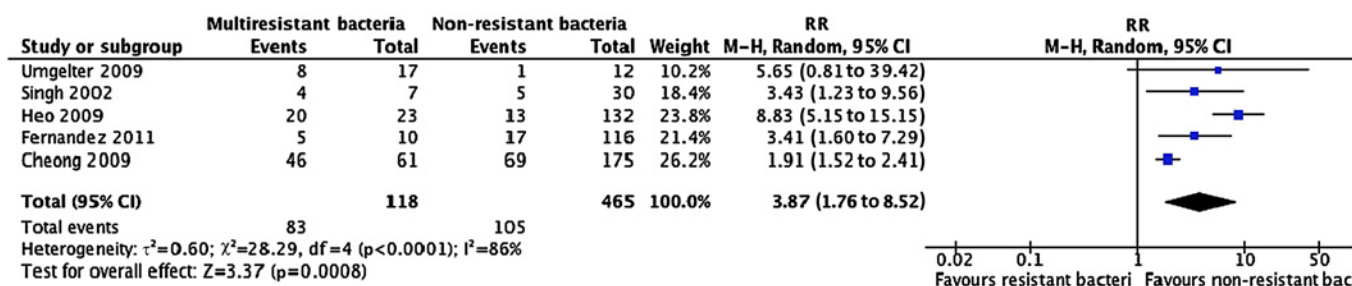 Multiresistant bacteria Non-resistant bacteria RR RR
Study or subgroup Events Total Events Total Weight M-H, Random, 95% CI M-H, Random, 95% CI
Umgelter 2009 8 17 1 12 10.2% 5.65 (0.81 to 39.42)
Singh 2002 4 7 5 30 18.4% 3.43 (1.23 to 9.56)
Heo 2009 20 23 13 132 23.8% 8.83 (5.15 to 15.15)
Fernandez 2011 5 10 17 116 21.4% 3.41 (1.60 to 7.29)
Cheong 2009 46 61 69 175 26.2% 1.91 (1.52 to 2.41)
Total (95% CI) 118 465 100.0% 3.87 (1.76 to 8.52)
Total events 83 105
Heterogeneity: τ²=0.60; χ²=28.29, df=4 (p<0.0001); I²=86%
Test for overall effect: Z=3.37 (p=0.0008)
0.02 0.1 1 10 50
Favours resistant bacteri Favours non-resistant bac